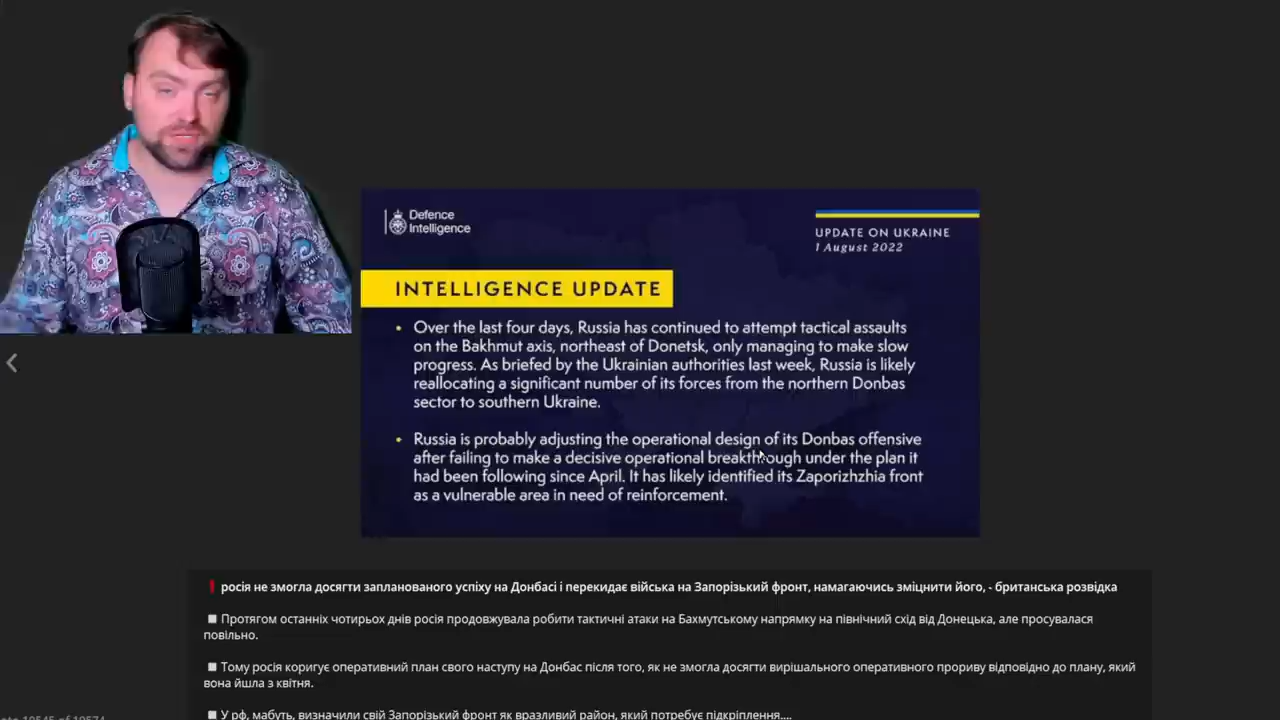 Defence
Intelligence
UPDATE ON UKRAINE
1 August 2022
INTELLIGENCE UPDATE
• Over the last four days, Russia has continued to attempt tactical assaults
on the Bakhmut axis, northeast of Donetsk, only managing to make slow
progress. As briefed by the Ukrainian authorities last week, Russia is likely
reallocating a significant number of its forces from the northern Donbas
sector to southern Ukraine.
• Russia is probably adjusting the operational design of its Donbas offensive
after failing to make a decisive operational breakthrough under the plan it
had been following since April. It has likely identified its Zaporizhzhia front
as a vulnerable area in need of reinforcement.
росія не змогла досягти запланованого успіху на Донбасі і перекидає війська на Запорізький фронт, намагаючись зміцнити його, - британська розвідка
Протягом останніх чотирьох днів росія продовжувала робити тактичні атаки на Бахмутському напрямку на північний схід від Донецька, але просувалася
повільно.
Тому росія коригує оперативний план свого наступу на Донбас після того, як не змогла досягти вирішального оперативного прориву відповідно до плану, який
вона йшла з квітня.
У рф, мабуть, визначили свій Запорізький фронт як вразливий район, який потребує підкріплення....